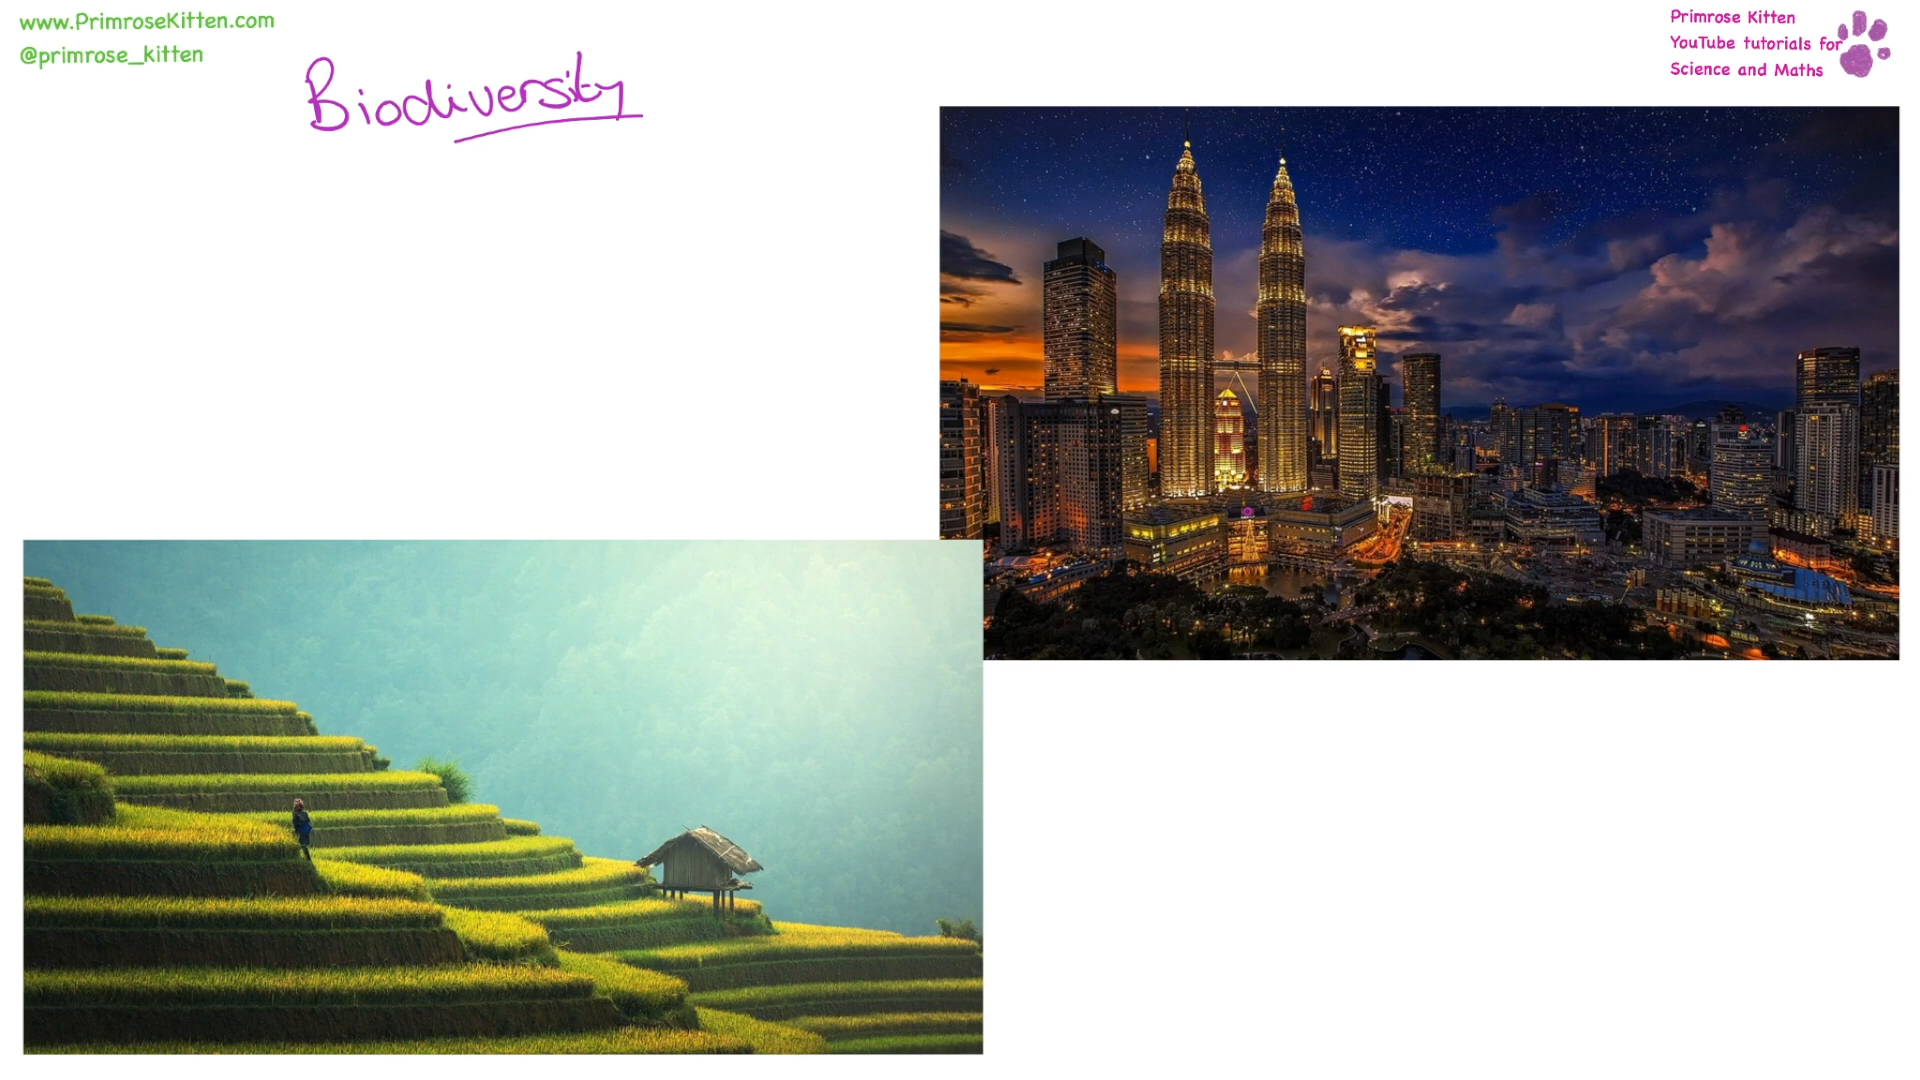 www.PrimroseKitten.com
@primrose_kitten
Biodiversity
Primrose Kitten
YouTube tutorials for
Science and Maths